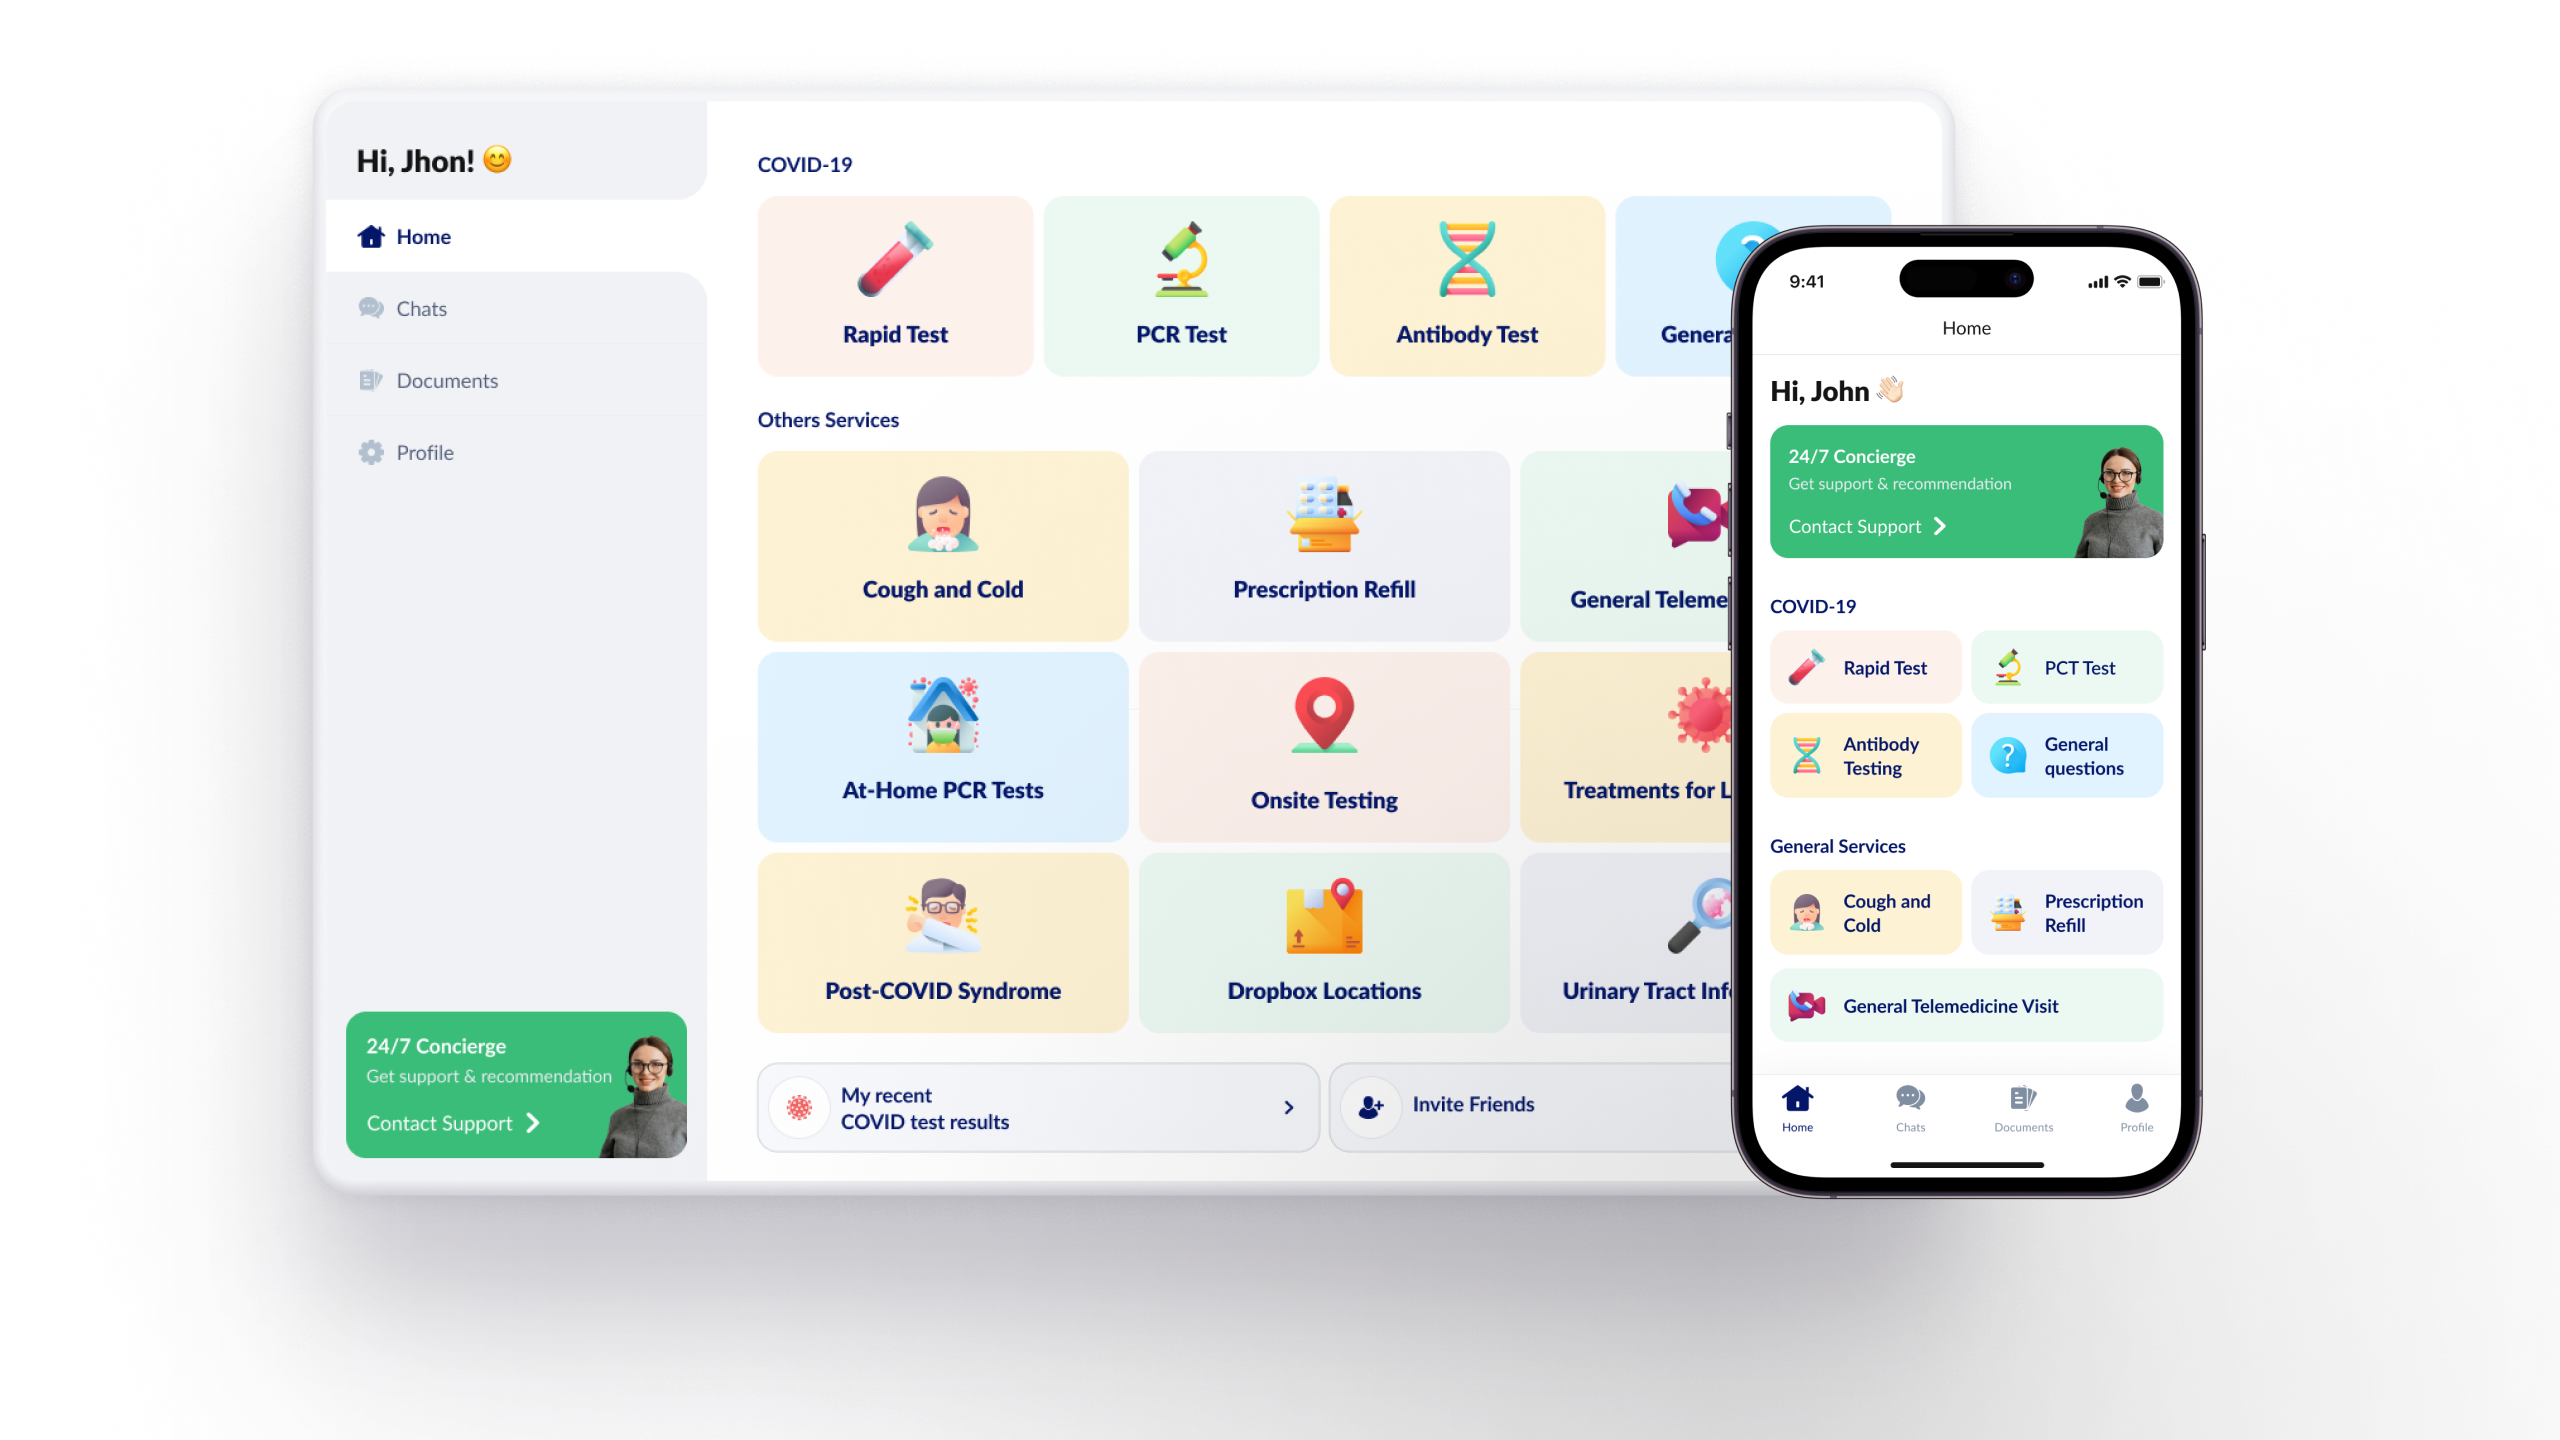 Hi, Jhon! 😊
Home
Chats
Documents
Profile
24/7 Concierge
Get support & recommendation
Contact Support
COVID-19
Rapid Test
PCR Test
Antibody Test
Others Services
Cough and Cold
Prescription Refill
General
At-Home PCR Tests
Onsite Testing
Treatments for
Post-COVID Syndrome
Dropbox Locations
Urinary Tract
My recent
COVID test results
Invite Friends
9:41
Home
Hi, John 👋🏻
24/7 Concierge
Get support & recommendation
Contact Support
COVID-19
Rapid Test
PCT Test
Antibody
Testing
General
questions
General Services
Cough and
Cold
Prescription
Refill
General Telemedicine Visit
Home
Chats
Documents
Profile